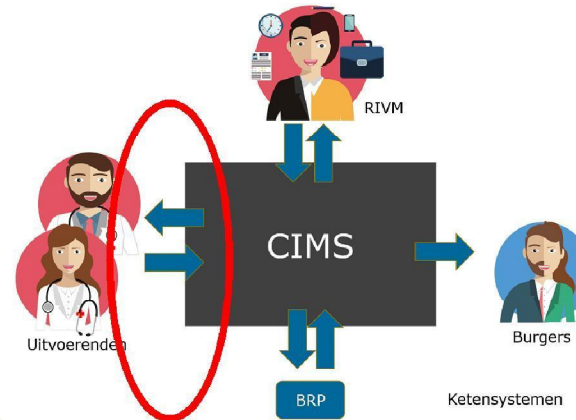 RIVM
CIMS
Uitvoerenden
Burgers
BRP
Ketensystemen